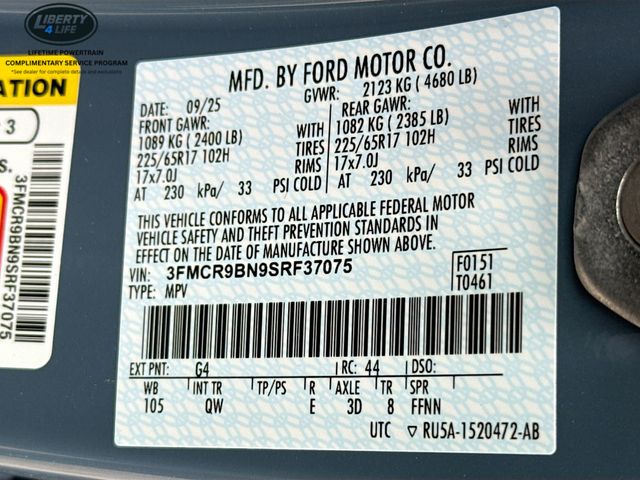 LIBERTY
4 LIFE
LIFETIME POWERTRAIN
COMPLIMENTARY SERVICE PROGRAM
*See dealer for complete details and exclusions
3FMCR9BN9SRF37075
MFD. BY FORD MOTOR CO.
DATE: 09/25 GVWR: 2123 KG ( 4680 LB)
FRONT GAWR: REAR GAWR:
1089 KG ( 2400 LB) WITH 1082 KG ( 2385 LB) WITH
225/65R17 102H TIRES 225/65R17 102H TIRES
17x7.0J RIMS 17x7.0J RIMS
AT 230 kPa/ 33 PSI COLD AT 230 kPa/ 33 PSI COLD
THIS VEHICLE CONFORMS TO ALL APPLICABLE FEDERAL MOTOR
VEHICLE SAFETY AND THEFT PREVENTION STANDARDS IN
EFFECT ON THE DATE OF MANUFACTURE SHOWN ABOVE.
VIN: 3FMCR9BN9SRF37075 F0151
TYPE: MPV T0461
EXT PNT: G4 RC: 44 DSO:
WB INT TR TP/PS R AXLE TR SPR
105 QW E 3D 8 FFNN
UTC ▽ RU5A-1520472-AB